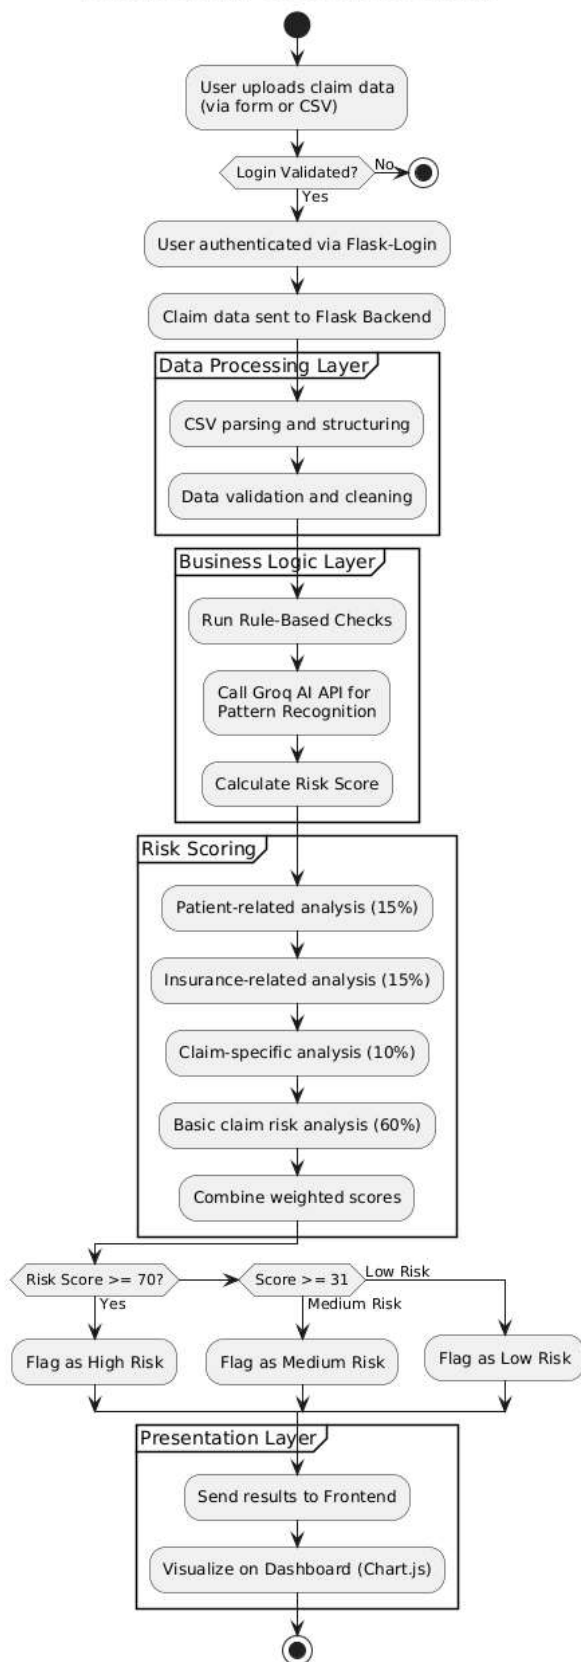 User uploads claim data
(via form or CSV)
Login Validated?
No
Yes
User authenticated via Flask-Login
Claim data sent to Flask Backend
Data Processing Layer
CSV parsing and structuring
Data validation and cleaning
Business Logic Layer
Run Rule-Based Checks
Call Groq AI API for
Pattern Recognition
Calculate Risk Score
Risk Scoring
Patient-related analysis (15%)
Insurance-related analysis (15%)
Claim-specific analysis (10%)
Basic claim risk analysis (60%)
Combine weighted scores
Risk Score >= 70?
Yes
Score >= 31
Low Risk
Medium Risk
Flag as High Risk
Flag as Medium Risk
Flag as Low Risk
Presentation Layer
Send results to Frontend
Visualize on Dashboard (Chart.js)